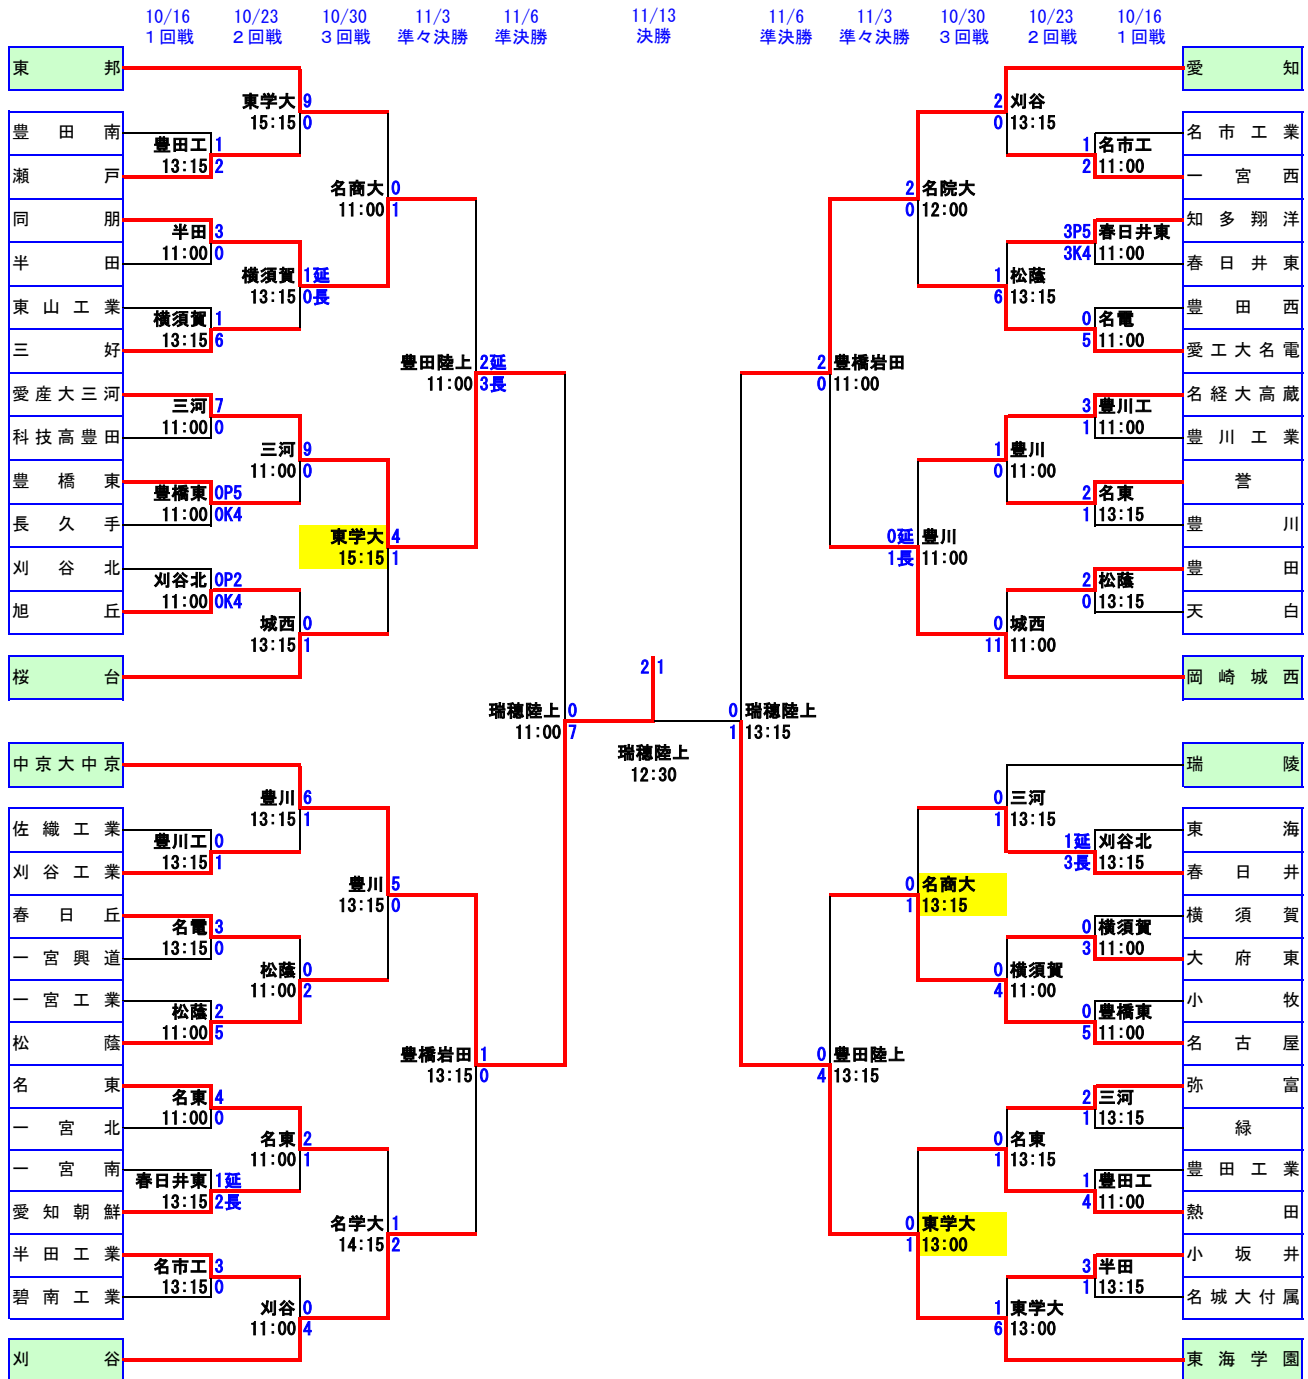 10/16 10/23 10/30 11/3 11/6 11/13 11/6 11/3 10/30 10/23 10/16
1回戦 2回戦 3回戦 準々決勝 準決勝 決勝 準決勝 準々決勝 3回戦 2回戦 1回戦
東邦
東学大 9
15:15 0
豊田南
豊田工 1
13:15 2
瀬戸
名商大 0
11:00 1
同朋
半田 3
11:00 0
半田
横須賀 1延
13:15 0長
東山工業
横須賀 1
13:15 6
三好
豊田陸上 2延
11:00 3長
愛産大三河
三河 7
11:00 0
科技高豊田
三河 9
11:00 0
豊橋東
豊橋東 0P5
11:00 0K4
長久手
東学大 4
15:15 1
刈谷北
刈谷北 0P2
11:00 0K4
旭丘
城西 0
13:15 1
桜台
瑞穂陸上 0
11:00 7
中京大中京
豊川 6
13:15 1
佐織工業
豊川工 0
13:15 1
刈谷工業
豊川 5
13:15 0
春日丘
名電 3
13:15 0
一宮興道
松蔭 0
11:00 2
一宮工業
松蔭 2
11:00 5
松蔭
豊橋岩田 1
13:15 0
名東
名東 4
11:00 0
一宮北
名東 2
11:00 1
一宮南
春日井東 1延
13:15 2長
愛知朝鮮
名学大 1
14:15 2
半田工業
名市工 3
13:15 0
碧南工業
刈谷 0
11:00 4
刈谷
2 1
瑞穂陸上
12:30
愛知
2 刈谷
0 13:15
名市工業
1 名市工
2 11:00
一宮西
2 名院大
0 12:00
知多翔洋
3P5 春日井東
3K4 11:00
春日井東
1 松蔭
6 13:15
豊田西
0 名電
5 11:00
愛工大名電
2 豊橋岩田
0 11:00
名経大高蔵
3 豊川工
1 11:00
豊川工業
1 豊川
0 11:00
誉
2 名東
1 13:15
豊川
0延 豊川
1長 11:00
豊田
2 松蔭
0 13:15
天白
0 城西
11 11:00
岡崎城西
0 瑞穂陸上
1 13:15
瑞陵
0 三河
1 13:15
東海
1延 刈谷北
3長 13:15
春日井
0 名商大
1 13:15
横須賀
0 横須賀
3 11:00
大府東
0 横須賀
4 11:00
小牧
0 豊橋東
5 11:00
名古屋
0 豊田陸上
4 13:15
弥富
2 三河
1 13:15
緑
0 名東
1 13:15
豊田工業
1 豊田工
4 11:00
熱田
0 東学大
1 13:00
小坂井
3 半田
1 13:15
名城大付属
1 東学大
6 13:00
東海学園